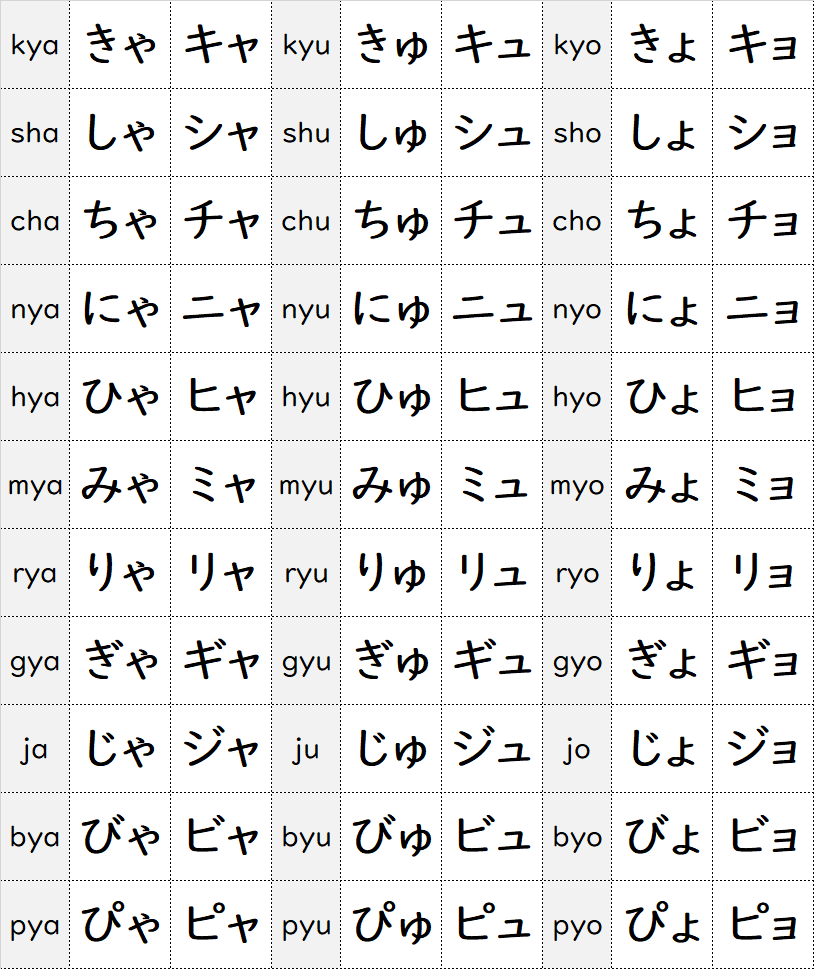 kya きゃ キャ kyu きゅ キュ kyo きょ キョ
sha しゃ シャ shu しゅ シュ sho しょ ショ
cha ちゃ チャ chu ちゅ チュ cho ちょ チョ
nya にゃ ニャ nyu にゅ ニュ nyo にょ ニョ
hya ひゃ ヒャ hyu ひゅ ヒュ hyo ひょ ヒョ
mya みゃ ミャ myu みゅ ミュ myo みょ ミョ
rya りゃ リャ ryu りゅ リュ ryo りょ リョ
gya ぎゃ ギャ gyu ぎゅ ギュ gyo ぎょ ギョ
ja じゃ ジャ ju じゅ ジュ jo じょ ジョ
bya びゃ ビャ byu びゅ ビュ byo びょ ビョ
pya ぴゃ ピャ pyu ぴゅ ピュ pyo ぴょ ピョ